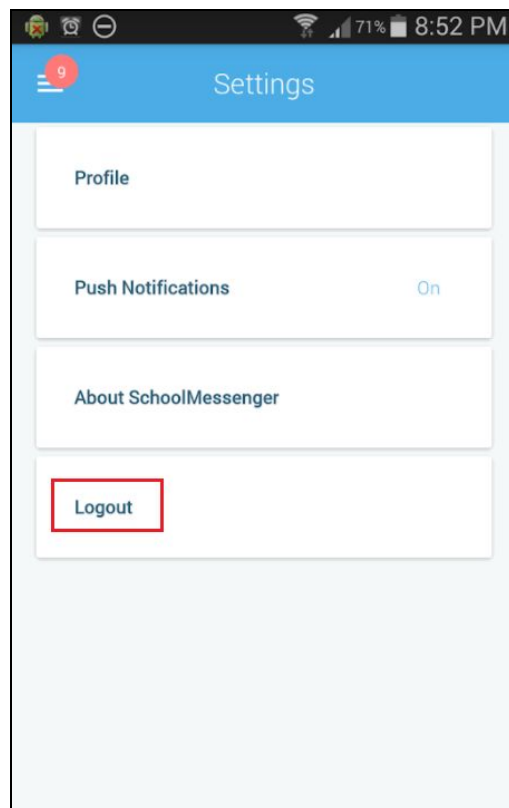 71% 8:52 PM
9
Settings
Profile
Push Notifications On
About SchoolMessenger
Logout